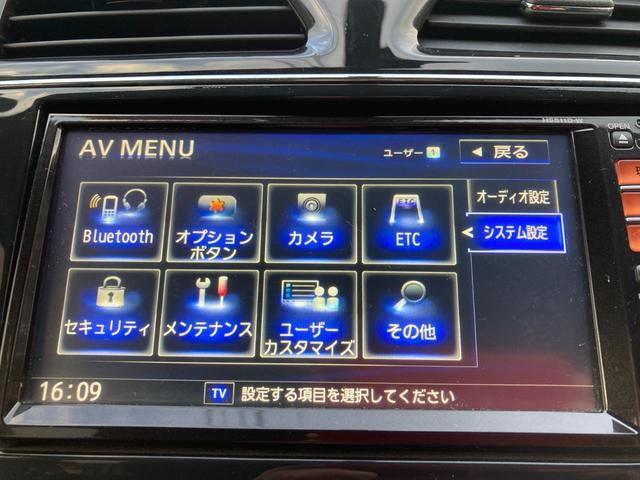 HS511D-W
OPEN
AV MENU
ユーザー 1
戻る
Bluetooth
オプション
ボタン
カメラ
ETC
ETC
オーディオ設定
システム設定
セキュリティ
メンテナンス
ユーザー
カスタマイズ
その他
16:09
TV 設定する項目を選択してください